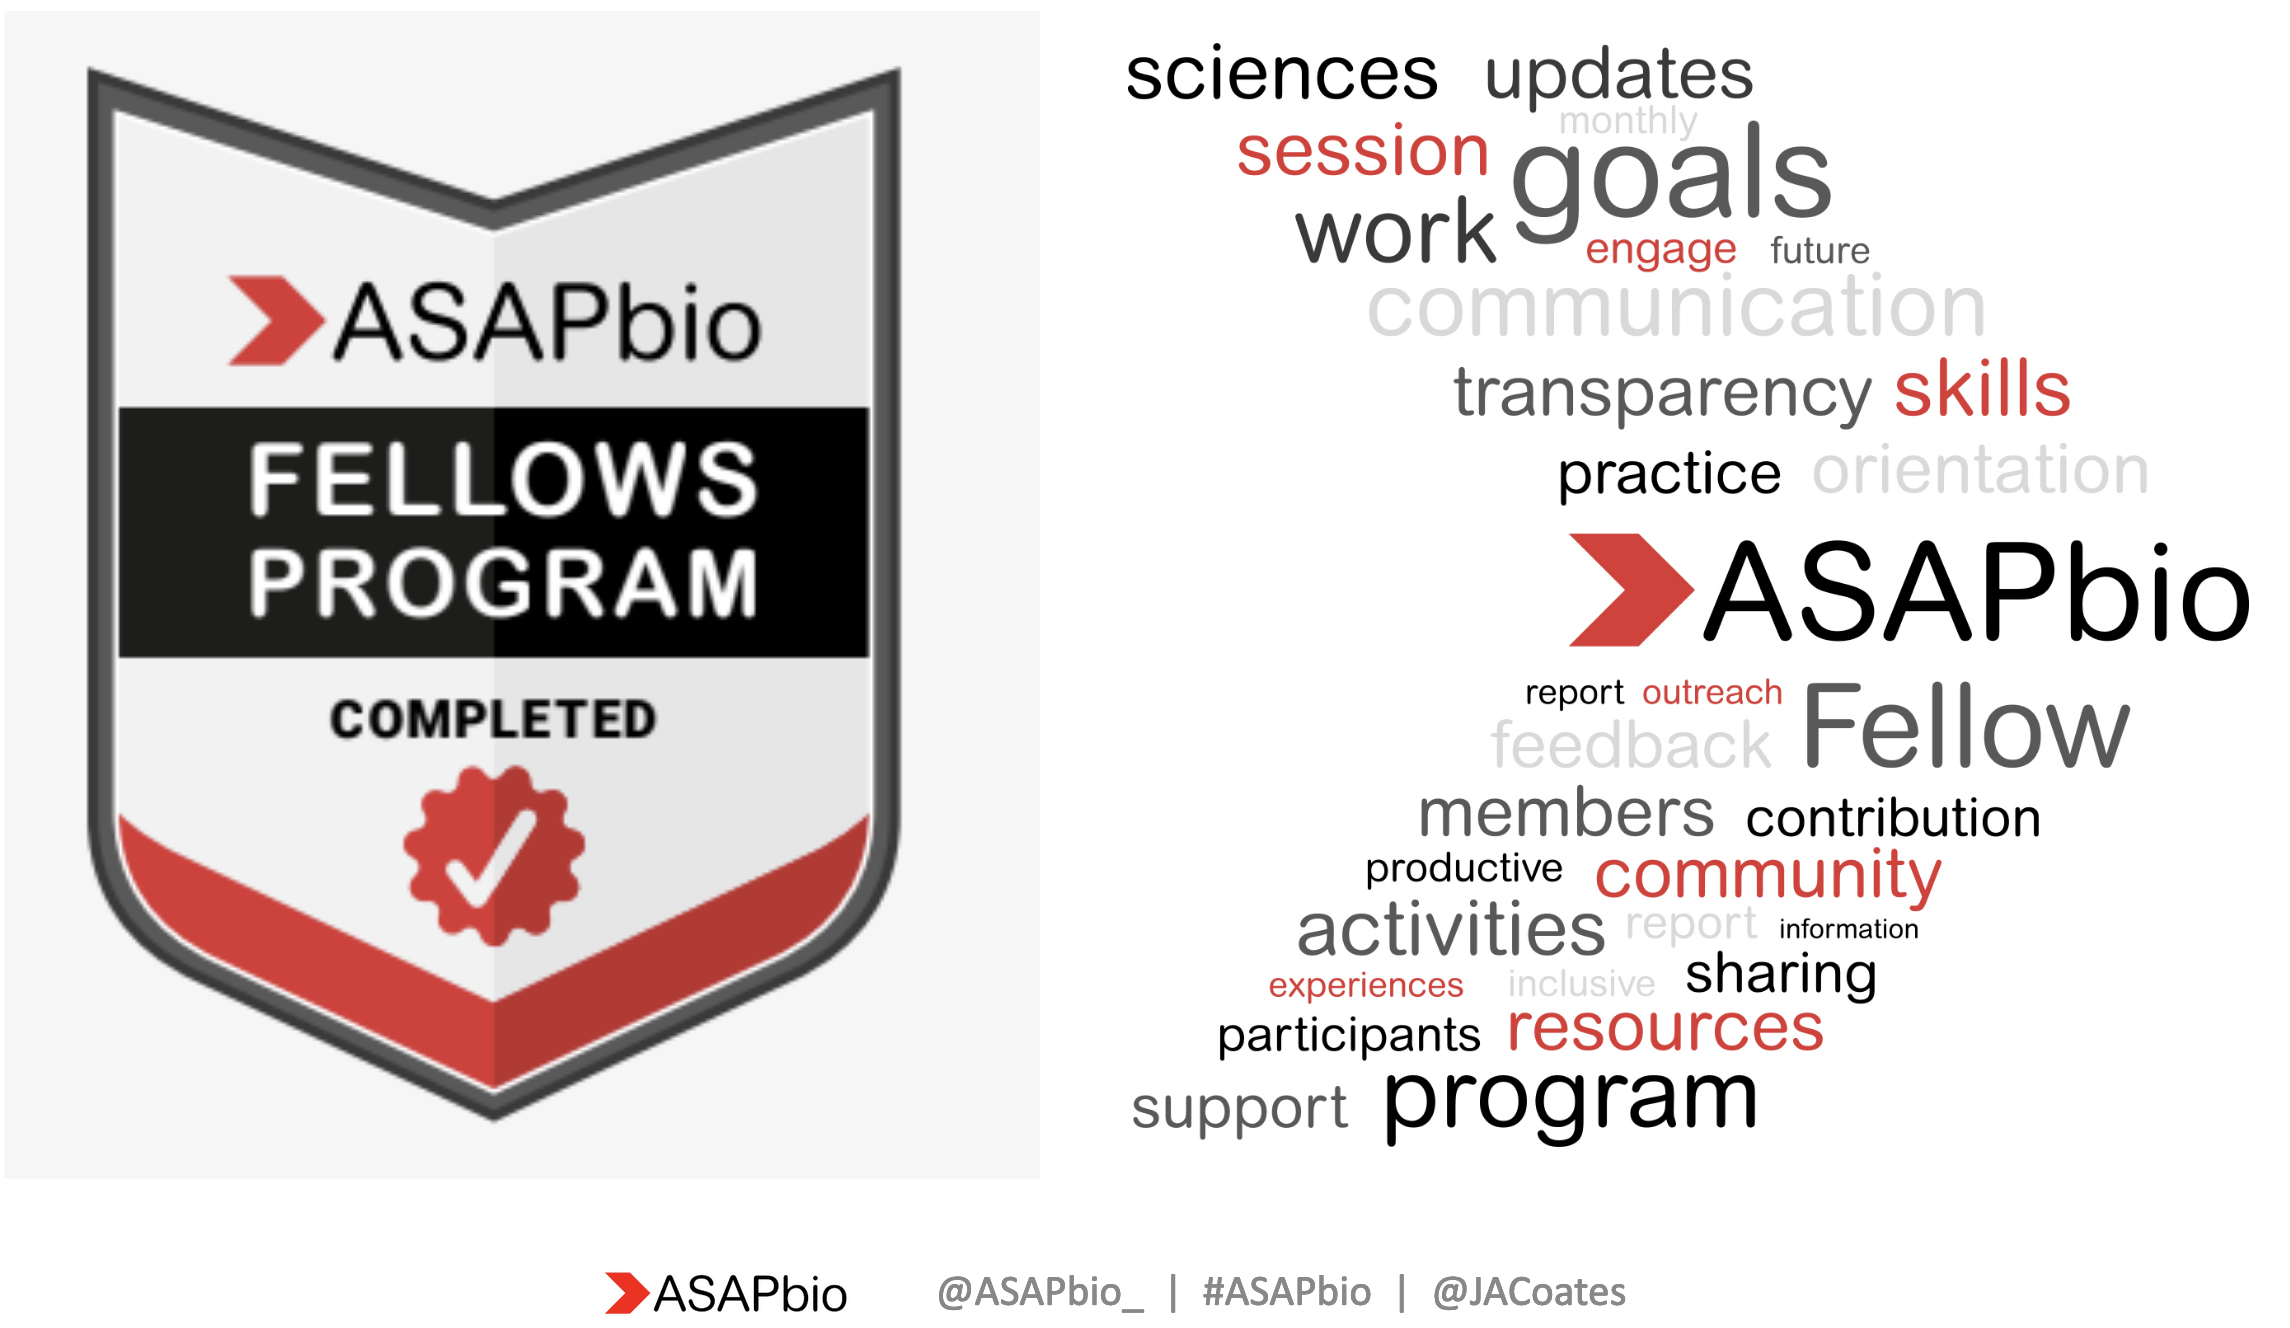 ASAPbio
FELLOWS
PROGRAM
COMPLETED
sciences updates
monthly
session goals
work engage future
communication
transparency skills
practice orientation
ASAPbio
report outreach Fellow
feedback
members contribution
productive community
activities report information
experiences inclusive sharing
participants resources
support program
ASAPbio @ASAPbio_ | #ASAPbio | @JACoates